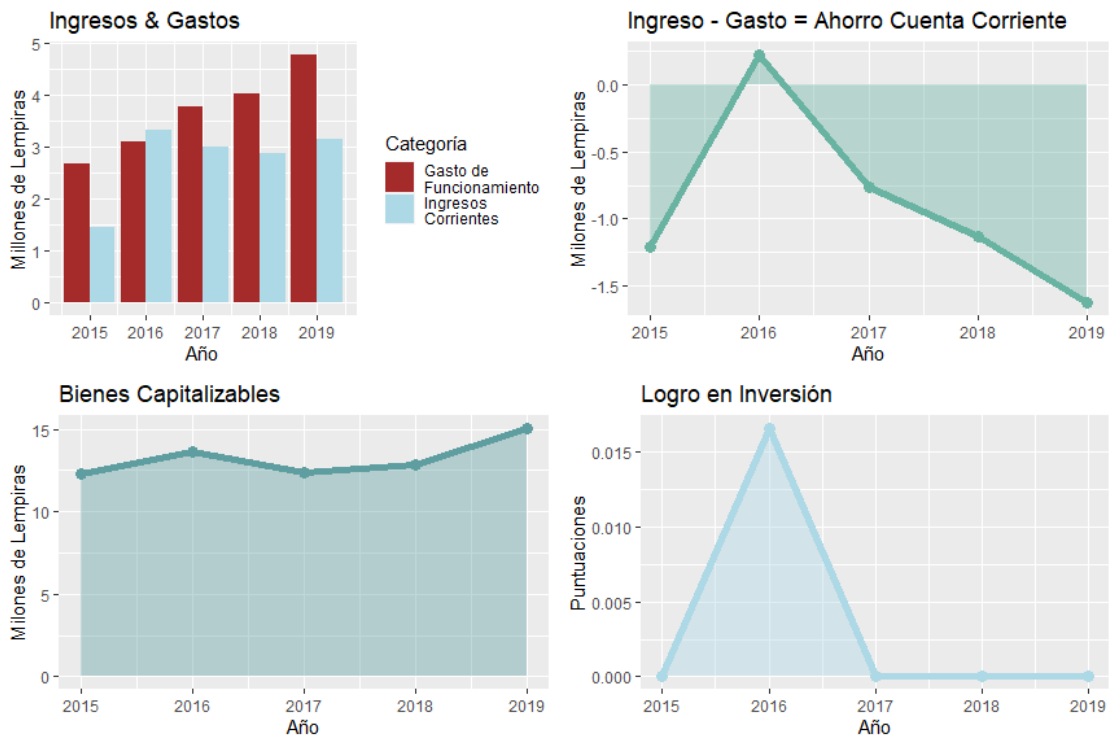 Ingresos & Gastos
Millones de Lempiras
5
4
3
2
1
0
2015 2016 2017 2018 2019
Año
Categoría
Gasto de
Funcionamiento
Ingresos
Corrientes
Ingreso - Gasto = Ahorro Cuenta Corriente
Milones de Lempiras
0.0
-0.5
-1.0
-1.5
2015 2016 2017 2018 2019
Año
Bienes Capitalizables
Milones de Lempiras
15
10
5
0
2015 2016 2017 2018 2019
Año
Logro en Inversión
Puntuaciones
0.015
0.010
0.005
0.000
2015 2016 2017 2018 2019
Año